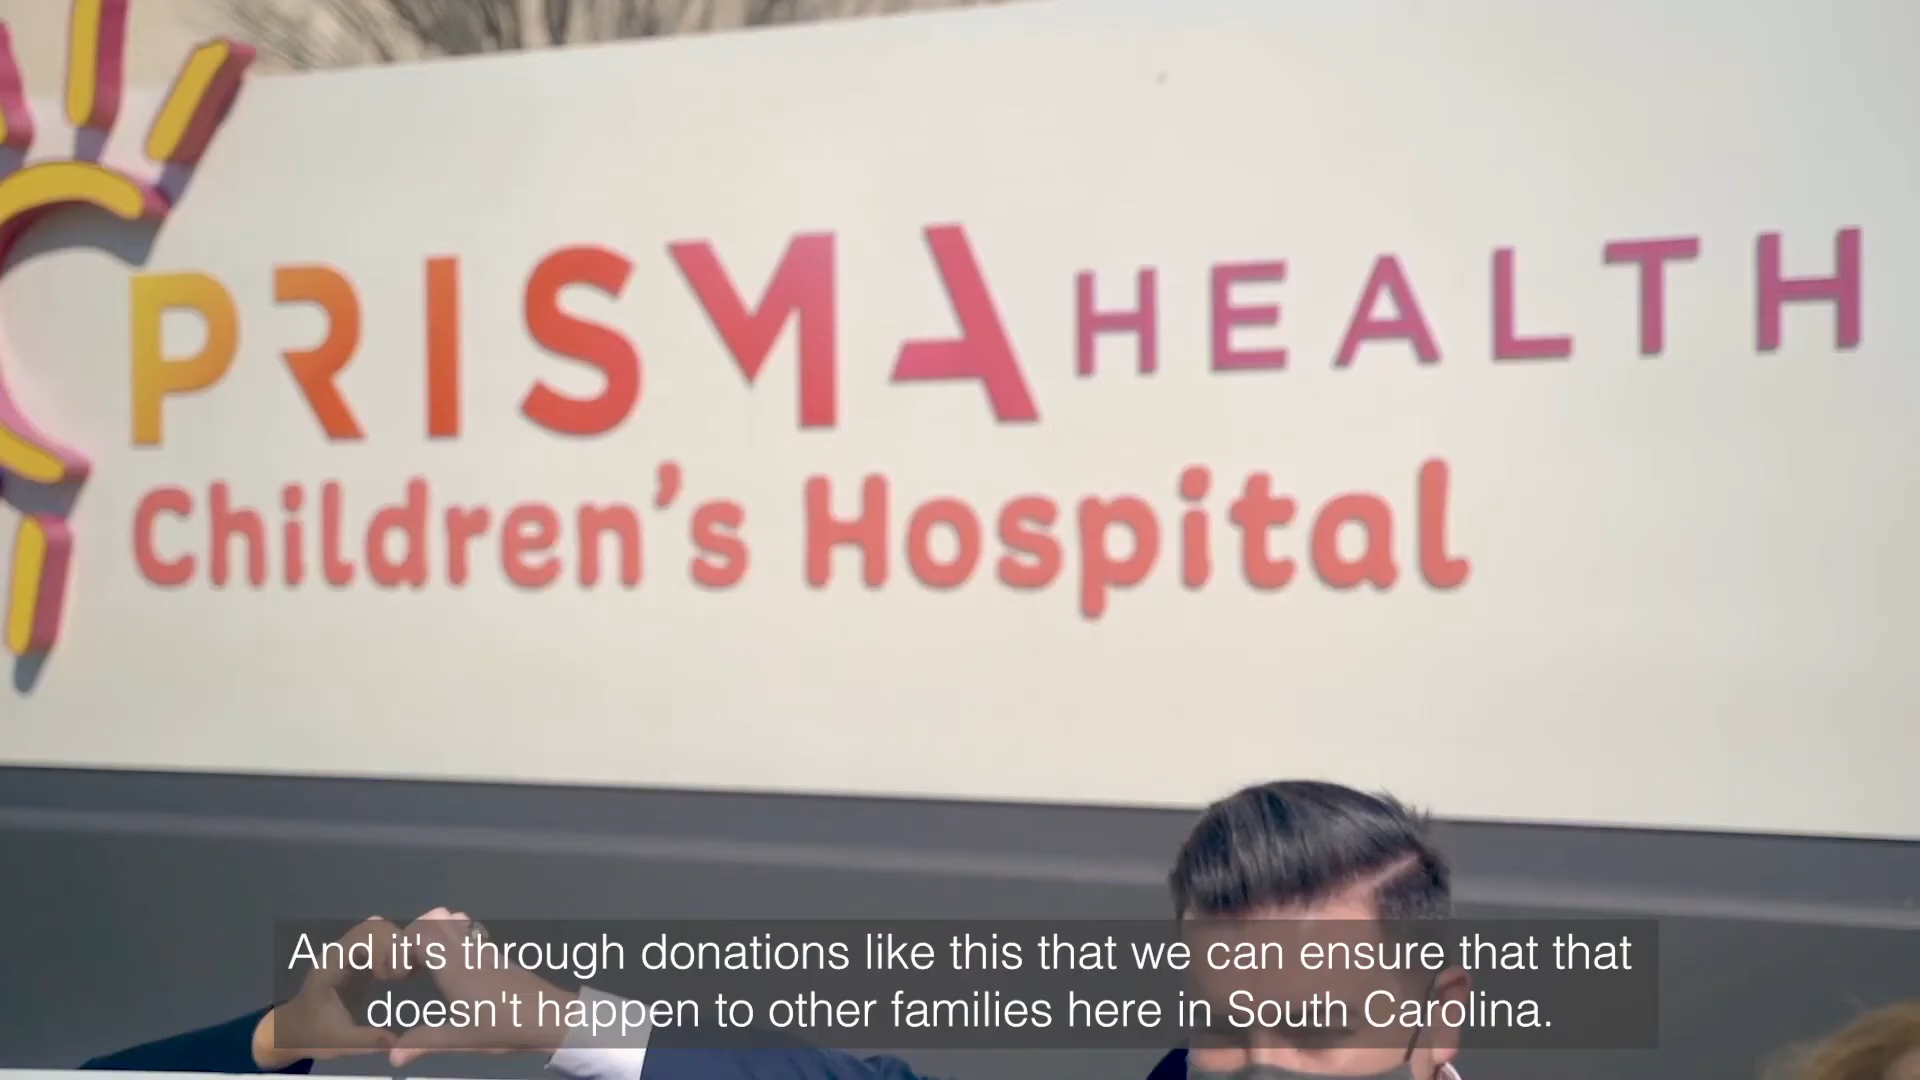 PRISMA HEALTH
Children's Hospital
And it's through donations like this that we can ensure that that
doesn't happen to other families here in South Carolina.